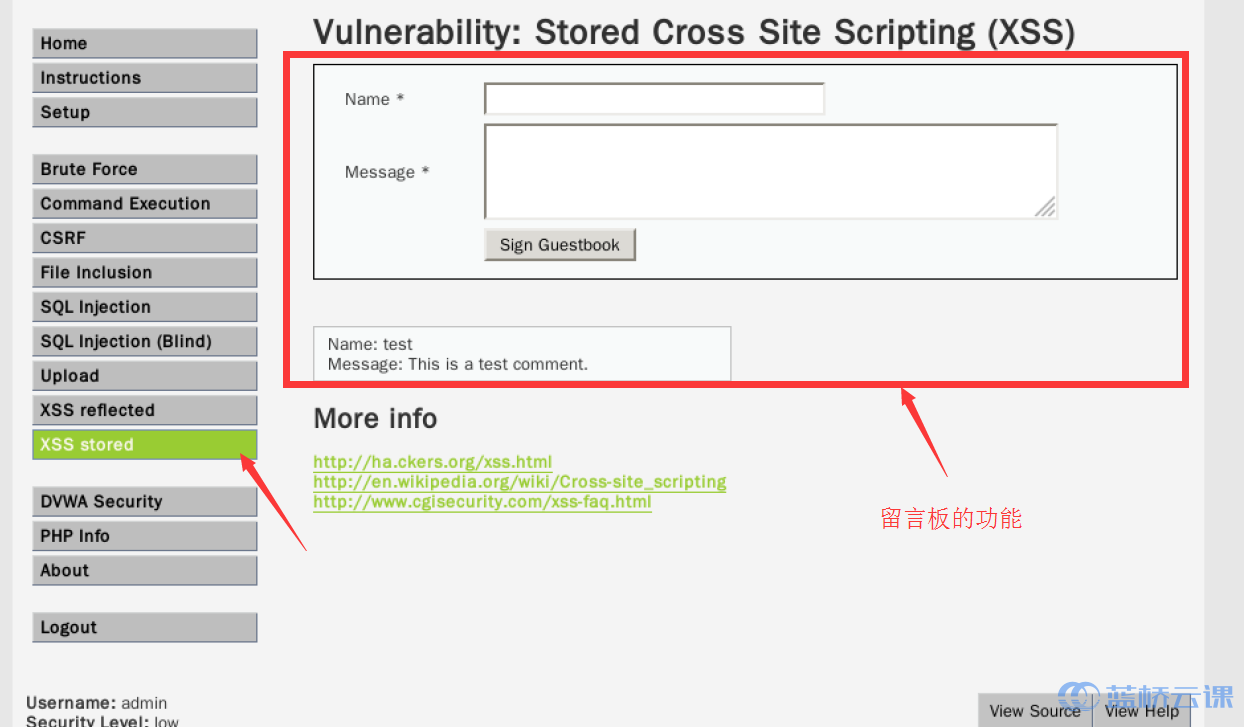 Home
Instructions
Setup
Brute Force
Command Execution
CSRF
File Inclusion
SQL Injection
SQL Injection (Blind)
Upload
XSS reflected
XSS stored
DVWA Security
PHP Info
About
Logout
Username: admin
Security Level: low
Vulnerability: Stored Cross Site Scripting (XSS)
Name *
Message *
Sign Guestbook
Name: test
Message: This is a test comment.
More info
http://ha.ckers.org/xss.html
http://en.wikipedia.org/wiki/Cross-site_scripting
http://www.cgisecurity.com/xss-faq.html
留言板的功能
View Source
View Help
蓝桥云课